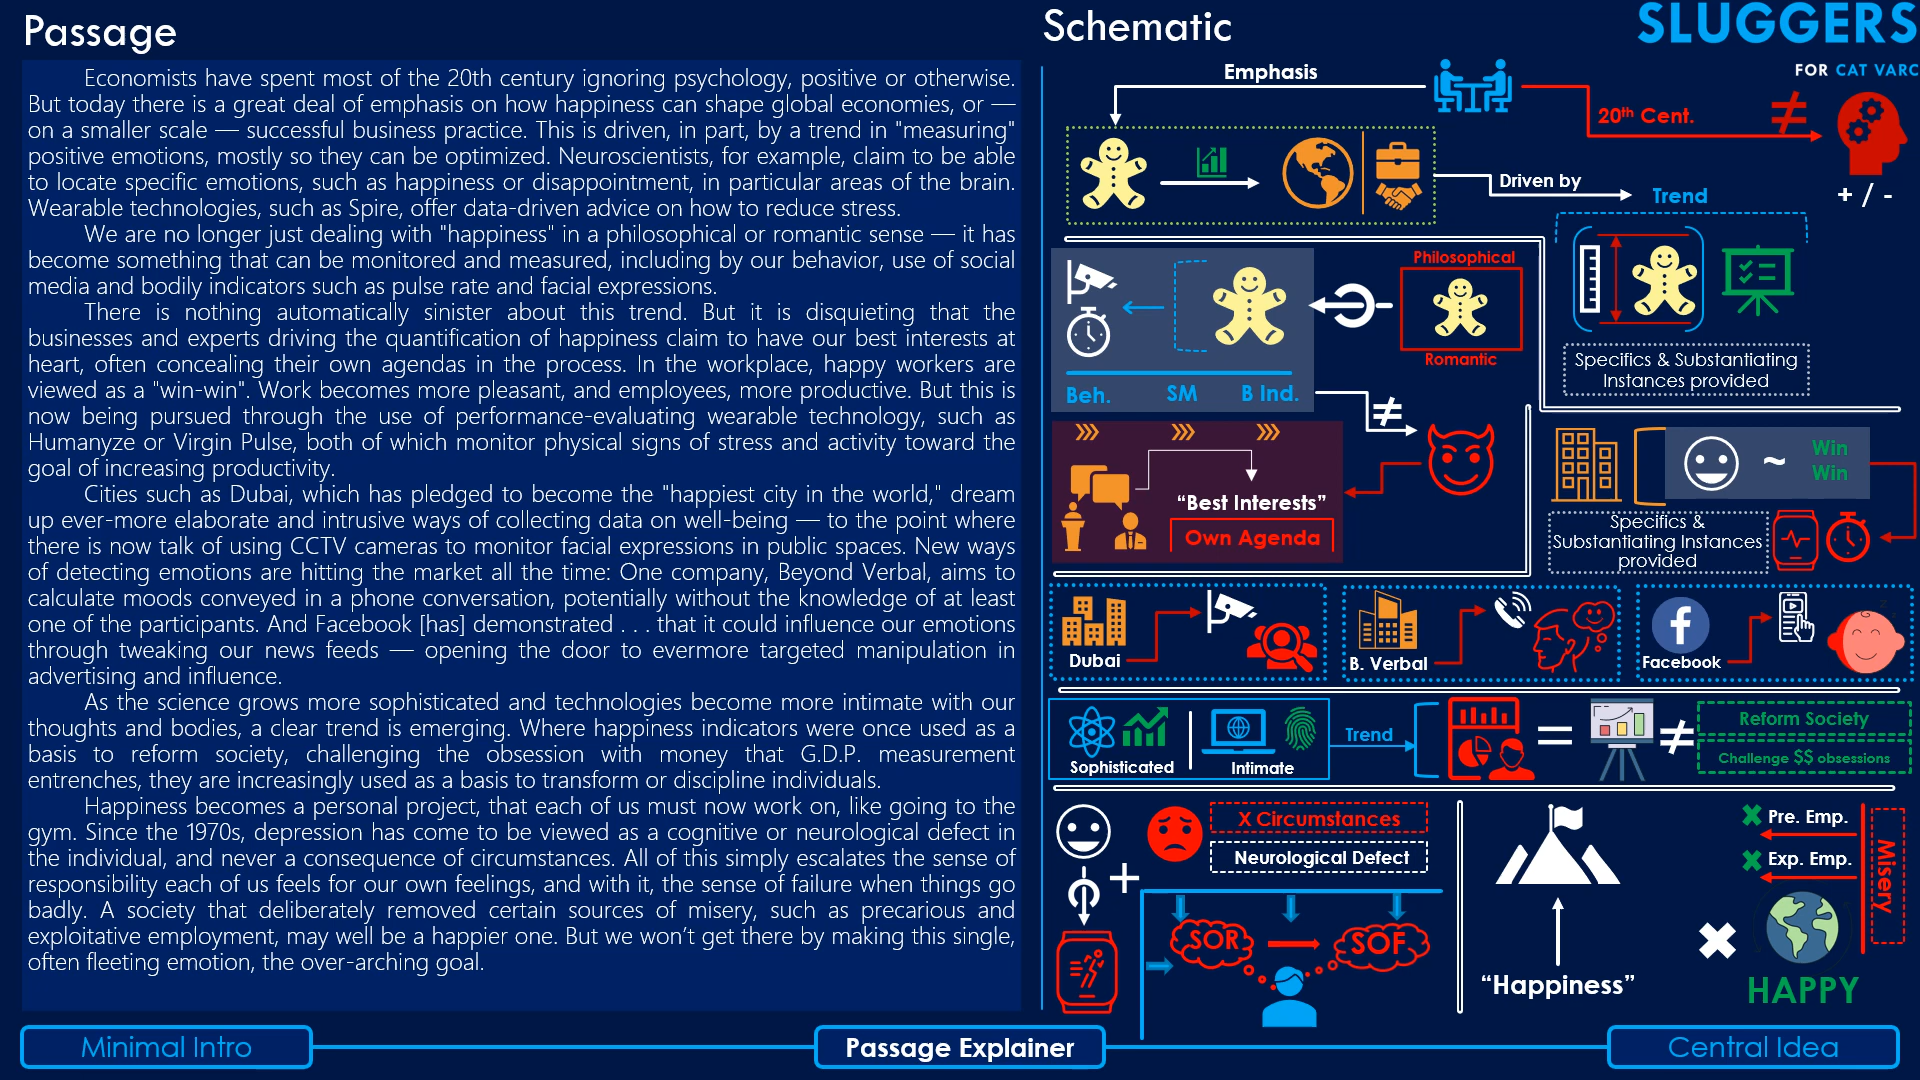 Passage
Economists have spent most of the 20th century ignoring psychology, positive or otherwise.
But today there is a great deal of emphasis on how happiness can shape global economies, or —
on a smaller scale — successful business practice. This is driven, in part, by a trend in "measuring"
positive emotions, mostly so they can be optimized. Neuroscientists, for example, claim to be able
to locate specific emotions, such as happiness or disappointment, in particular areas of the brain.
Wearable technologies, such as Spire, offer data-driven advice on how to reduce stress.
We are no longer just dealing with "happiness" in a philosophical or romantic sense — it has
become something that can be monitored and measured, including by our behavior, use of social
media and bodily indicators such as pulse rate and facial expressions.
There is nothing automatically sinister about this trend. But it is disquieting that the
businesses and experts driving the quantification of happiness claim to have our best interests at
heart, often concealing their own agendas in the process. In the workplace, happy workers are
viewed as a "win-win". Work becomes more pleasant, and employees, more productive. But this is
now being pursued through the use of performance-evaluating wearable technology, such as
Humanyze or Virgin Pulse, both of which monitor physical signs of stress and activity toward the
goal of increasing productivity.
Cities such as Dubai, which has pledged to become the "happiest city in the world," dream
up ever-more elaborate and intrusive ways of collecting data on well-being — to the point where
there is now talk of using CCTV cameras to monitor facial expressions in public spaces. New ways
of detecting emotions are hitting the market all the time: One company, Beyond Verbal, aims to
calculate moods conveyed in a phone conversation, potentially without the knowledge of at least
one of the participants. And Facebook [has] demonstrated . . . that it could influence our emotions
through tweaking our news feeds — opening the door to evermore targeted manipulation in
advertising and influence.
As the science grows more sophisticated and technologies become more intimate with our
thoughts and bodies, a clear trend is emerging. Where happiness indicators were once used as a
basis to reform society, challenging the obsession with money that G.D.P. measurement
entrenches, they are increasingly used as a basis to transform or discipline individuals.
Happiness becomes a personal project, that each of us must now work on, like going to the
gym. Since the 1970s, depression has come to be viewed as a cognitive or neurological defect in
the individual, and never a consequence of circumstances. All of this simply escalates the sense of
responsibility each of us feels for our own feelings, and with it, the sense of failure when things go
badly. A society that deliberately removed certain sources of misery, such as precarious and
exploitative employment, may well be a happier one. But we won't get there by making this single,
often fleeting emotion, the over-arching goal.
Schematic
SLUGGERS
FOR CAT VARC
Emphasis
20th Cent.
≠
+ / -
Driven by
Trend
Philosophical
Romantic
Specifics & Substantiating
Instances provided
Beh. SM B Ind.
≠
"Best Interests"
Own Agenda
~
Win
Win
Specifics &
Substantiating Instances
provided
Dubai
B. Verbal
f
Facebook
Sophisticated
Intimate
Trend
=
≠
Reform Society
Challenge $$ obsessions
X Circumstances
Neurological Defect
+
SOR
SOF
"Happiness"
Pre. Emp.
Exp. Emp.
Misery
HAPPY
Minimal Intro
Passage Explainer
Central Idea